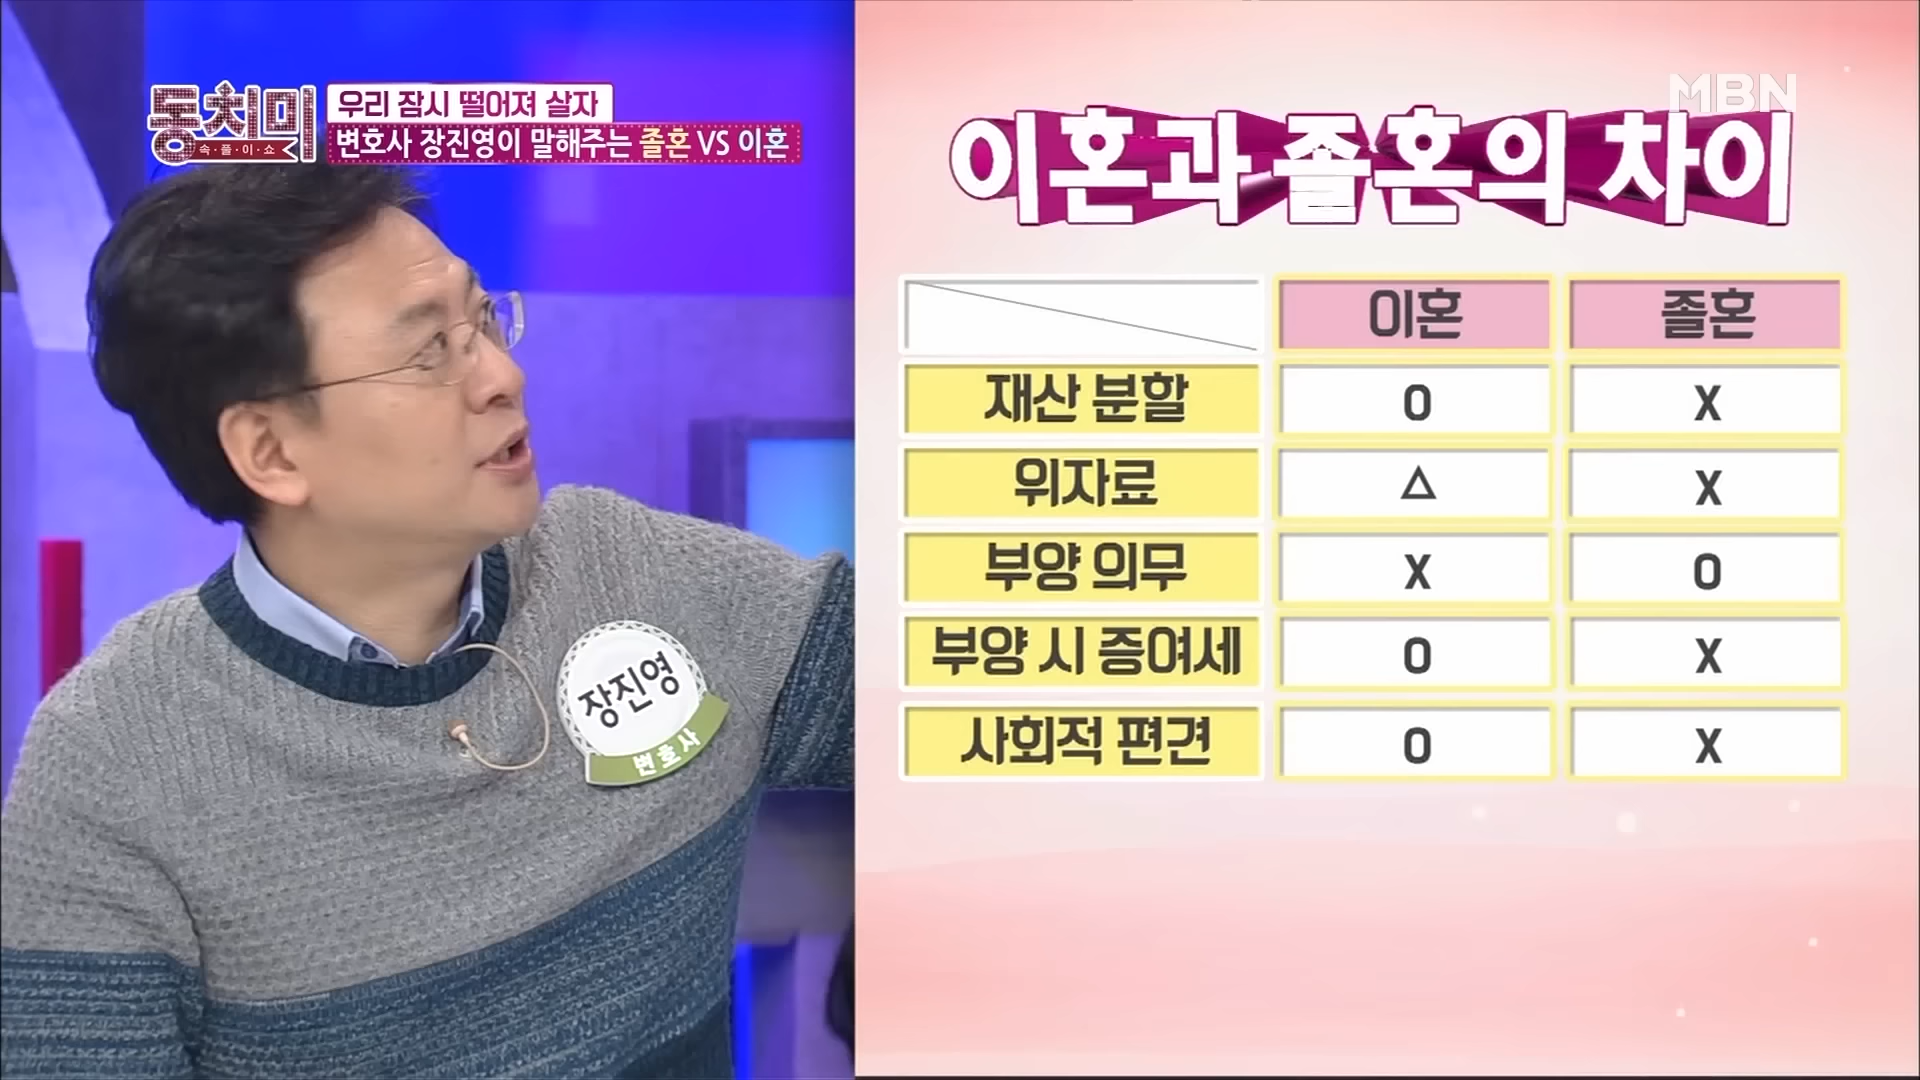 동치미
속·풀·이·쇼
우리 잠시 떨어져 살자
변호사 장진영이 말해주는 졸혼 VS 이혼
MBN
이혼과 졸혼의 차이
이혼 졸혼
재산 분할 O X
위자료 △ X
부양 의무 X O
부양 시 증여세 O X
사회적 편견 O X
장진영
변호사